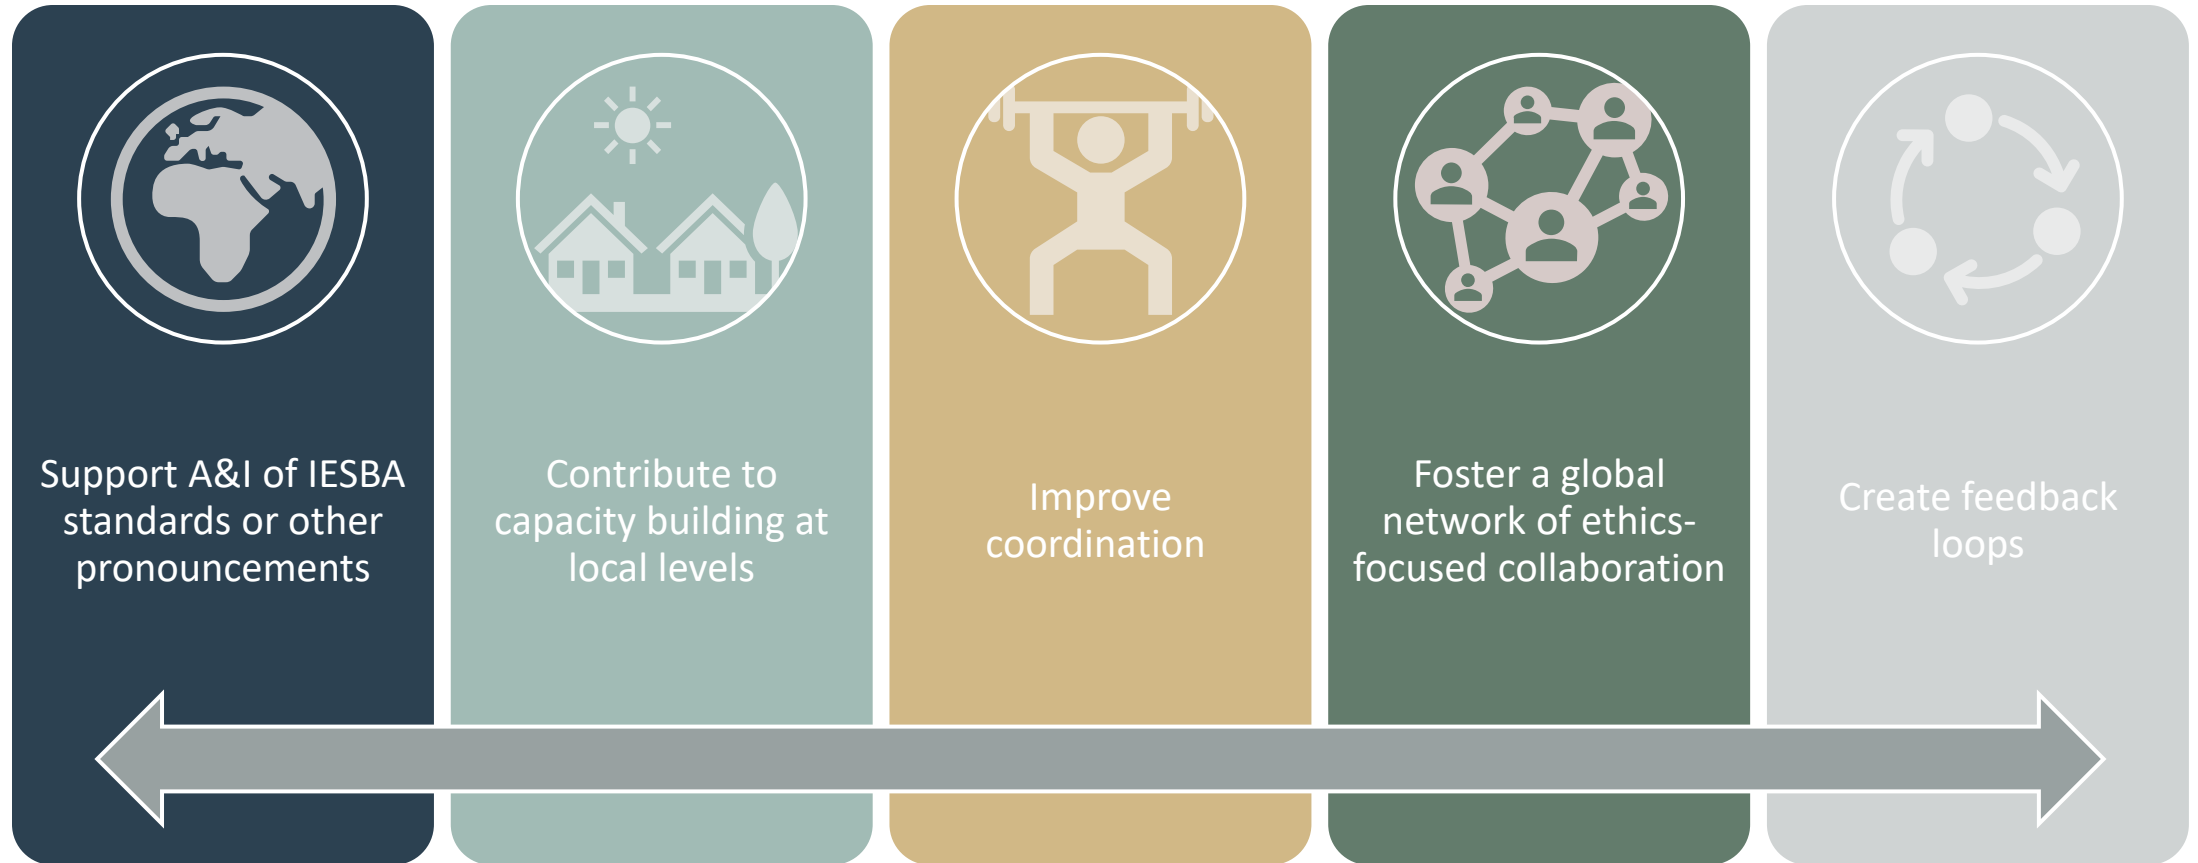 Support A&I of IESBA
standards or other
pronouncements
Contribute to
capacity building at
local levels
Improve
coordination
Foster a global
network of ethics-
focused collaboration
Create feedback
loops